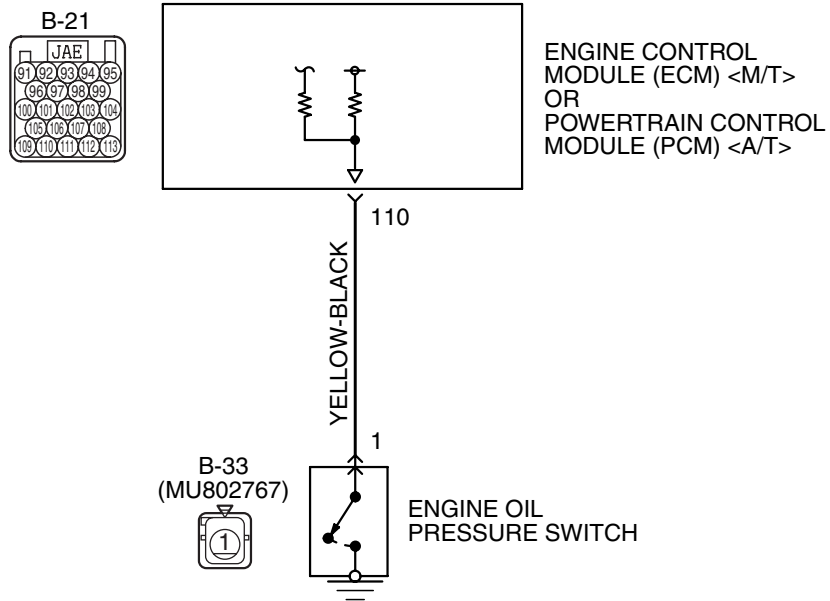 B-21
JAE
91 92 93 94 95
96 97 98 99
100 101 102 103 104
105 106 107 108
109 110 111 112 113
ENGINE CONTROL
MODULE (ECM) <M/T>
OR
POWERTRAIN CONTROL
MODULE (PCM) <A/T>
110
YELLOW-BLACK
1
B-33
(MU802767)
1
ENGINE OIL
PRESSURE SWITCH